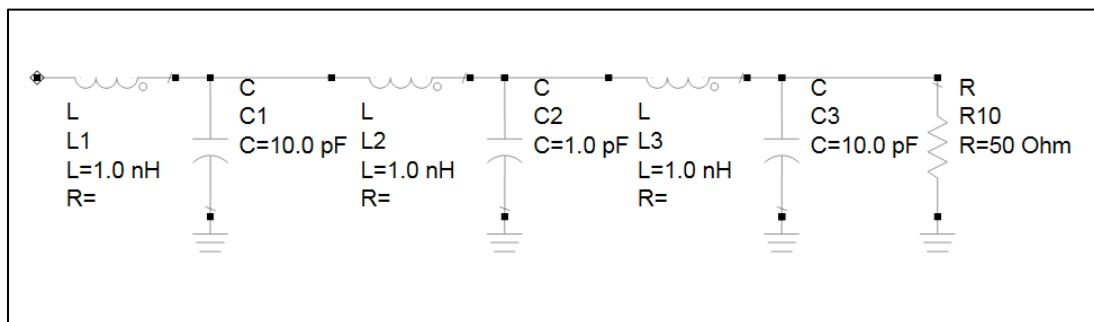 L
L1
L=1.0 nH
R=
C
C1
C=10.0 pF
L
L2
L=1.0 nH
R=
C
C2
C=1.0 pF
L
L3
L=1.0 nH
R=
C
C3
C=10.0 pF
R
R10
R=50 Ohm